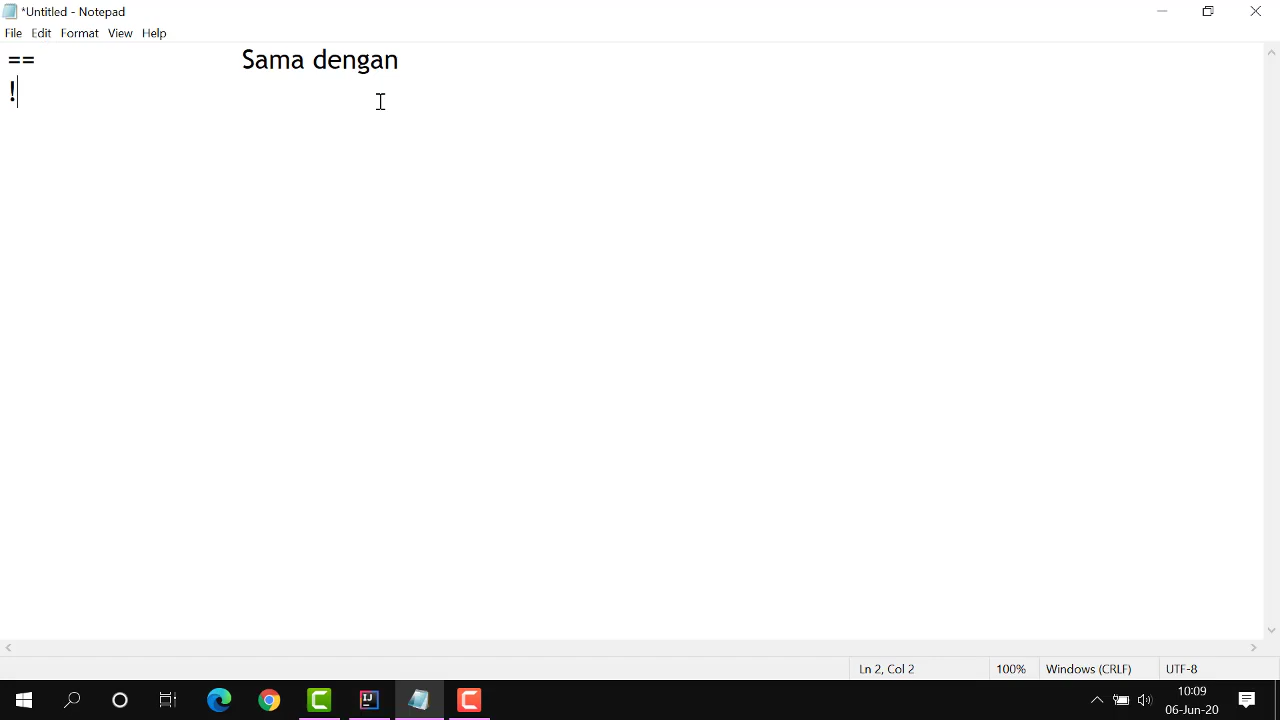 *Untitled - Notepad
File Edit Format View Help
== Sama dengan
!
Ln 2, Col 2 100% Windows (CRLF) UTF-8
10:09
06-Jun-20